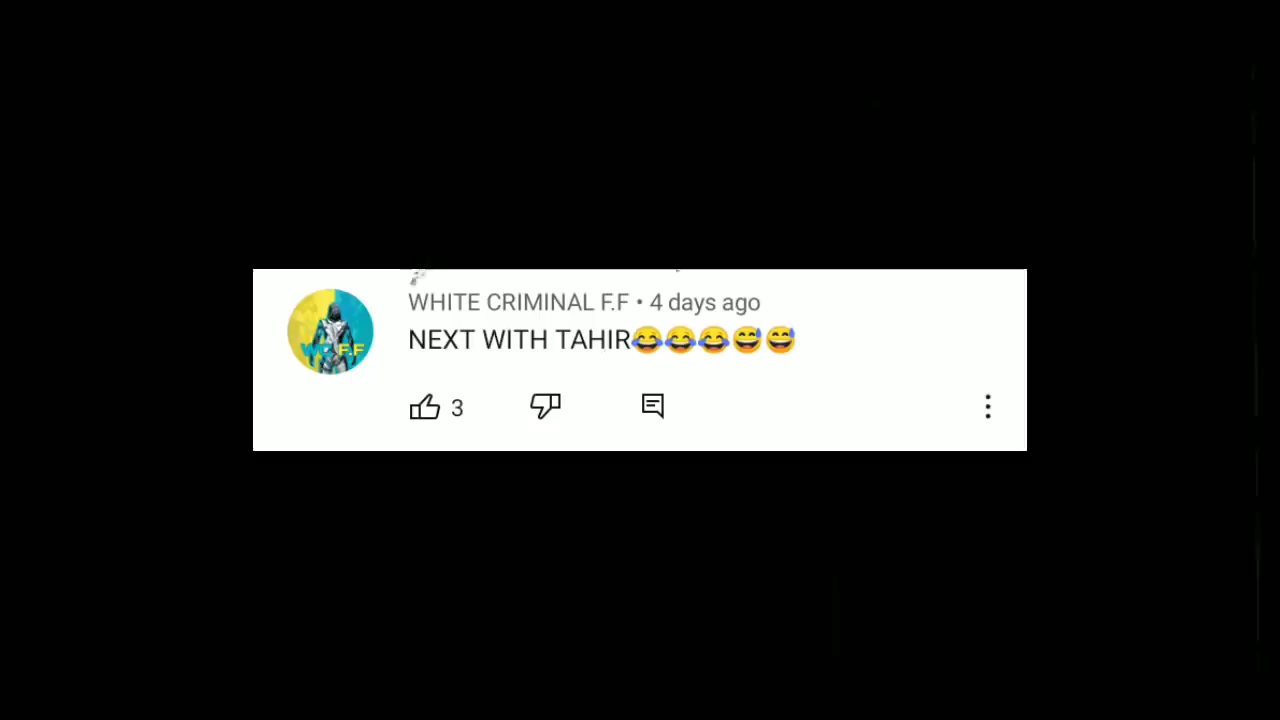 WHITE CRIMINAL F.F • 4 days ago
NEXT WITH TAHIR😂😂😂😅😅
3